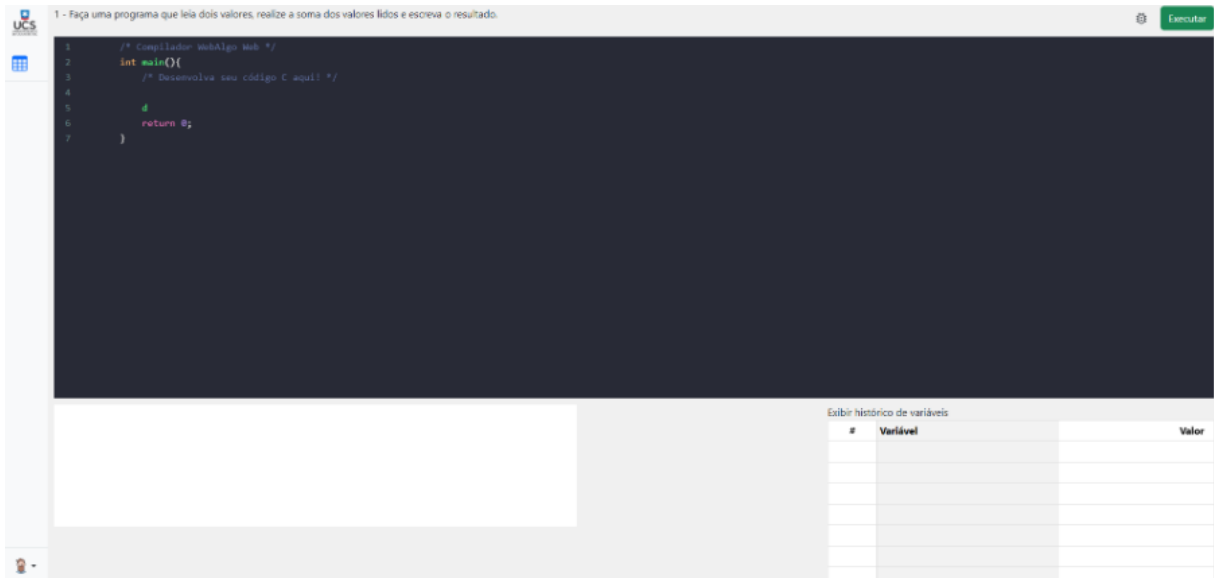 UCS
1 - Faça uma programa que leia dois valores, realize a soma dos valores lidos e escreva o resultado.
Executar
1 /* Compilador WebAlgo Web */
2 int main(){
3 /* Desenvolva seu código C aqui! */
4
5 d
6 return 0;
7 }
Exibir histórico de variáveis
# Variável Valor